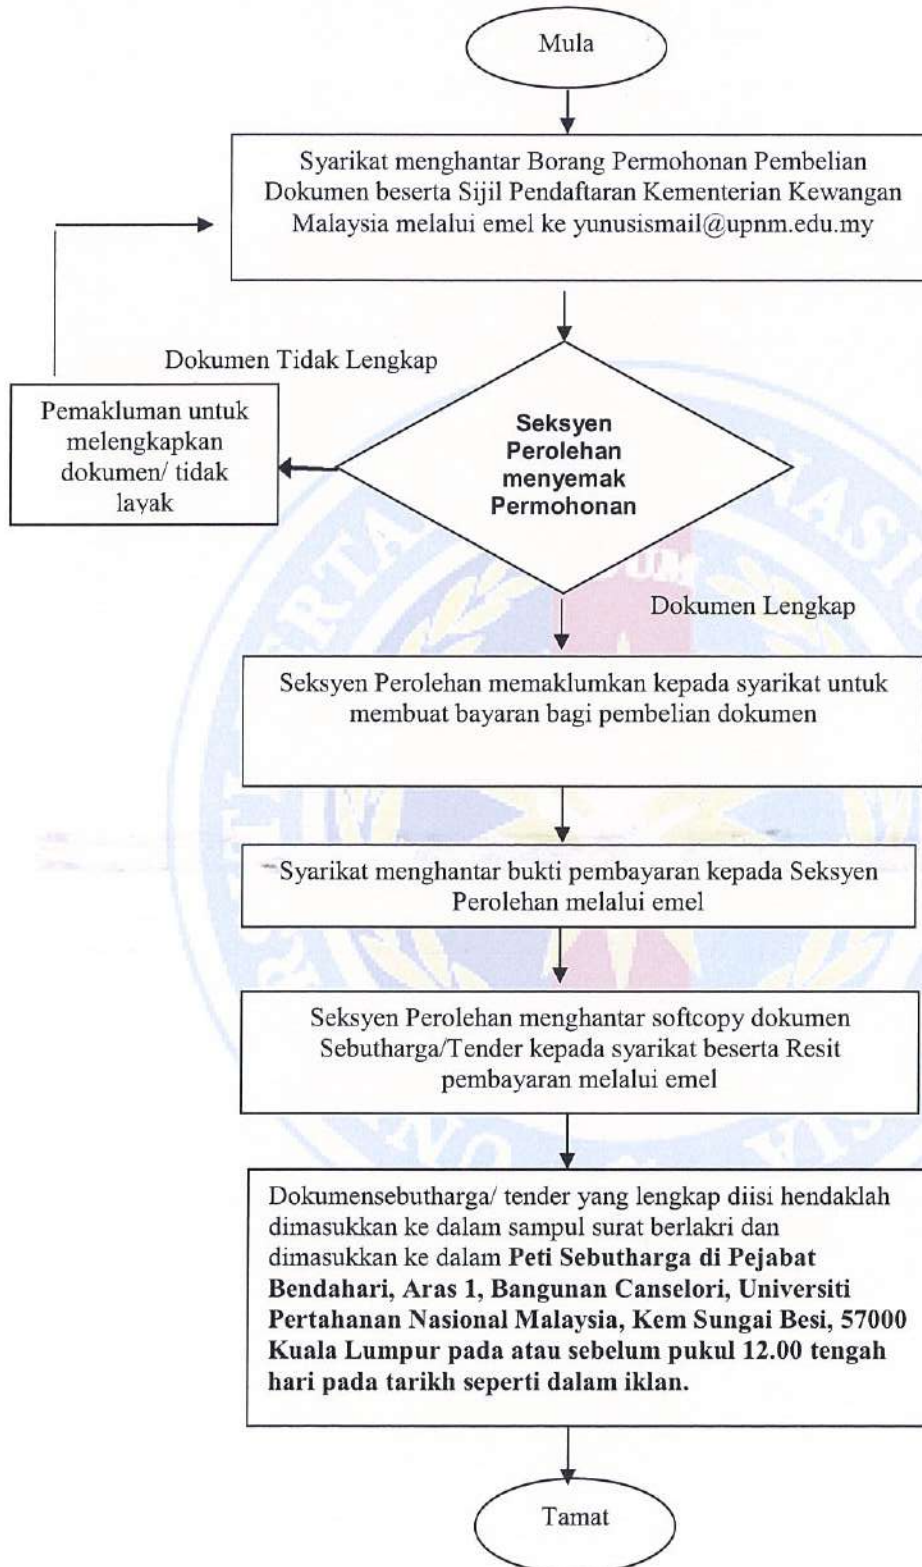 Mula
Syarikat menghantar Borang Permohonan Pembelian
Dokumen beserta Sijil Pendaftaran Kementerian Kewangan
Malaysia melalui emel ke yunusismail@upnm.edu.my
Dokumen Tidak Lengkap
Pemakluman untuk
melengkapkan
dokumen/ tidak
layak
Seksyen
Perolehan
menyemak
Permohonan
Dokumen Lengkap
Seksyen Perolehan memaklumkan kepada syarikat untuk
membuat bayaran bagi pembelian dokumen
Syarikat menghantar bukti pembayaran kepada Seksyen
Perolehan melalui emel
Seksyen Perolehan menghantar softcopy dokumen
Sebutharga/Tender kepada syarikat beserta Resit
pembayaran melalui emel
Dokumensebutharga/ tender yang lengkap diisi hendaklah
dimasukkan ke dalam sampul surat berlakri dan
dimasukkan ke dalam Peti Sebutharga di Pejabat
Bendahari, Aras 1, Bangunan Canselori, Universiti
Pertahanan Nasional Malaysia, Kem Sungai Besi, 57000
Kuala Lumpur pada atau sebelum pukul 12.00 tengah
hari pada tarikh seperti dalam iklan.
Tamat